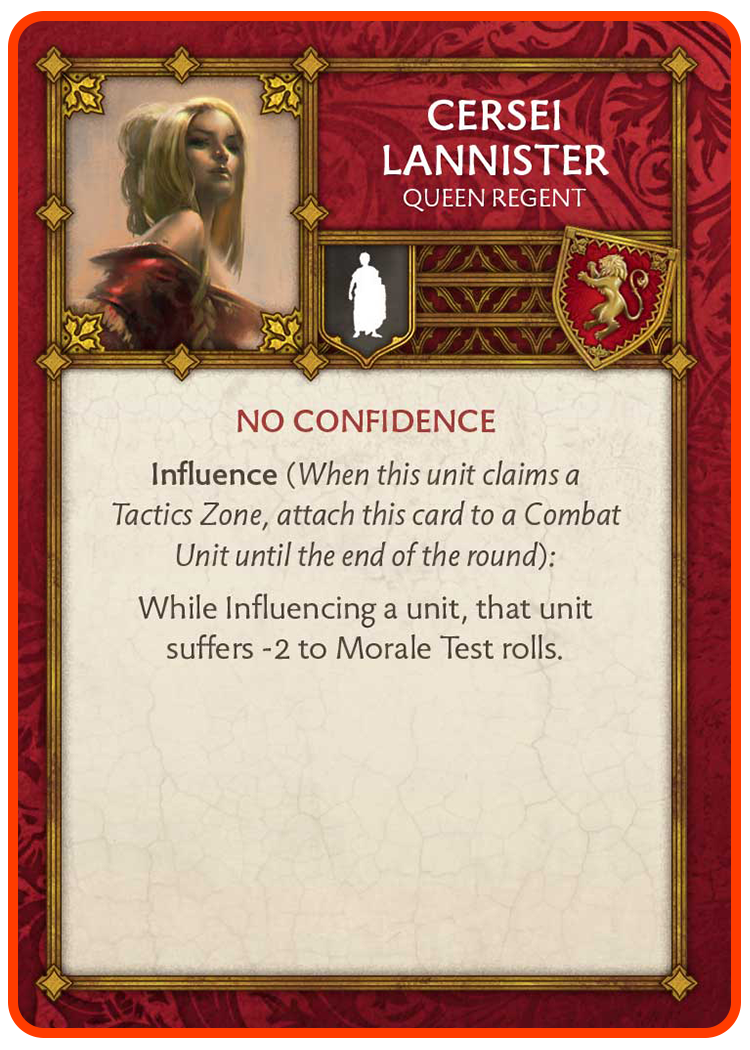 CERSEI
LANNISTER
QUEEN REGENT
NO CONFIDENCE
Influence (When this unit claims a
Tactics Zone, attach this card to a Combat
Unit until the end of the round):
While Influencing a unit, that unit
suffers -2 to Morale Test rolls.